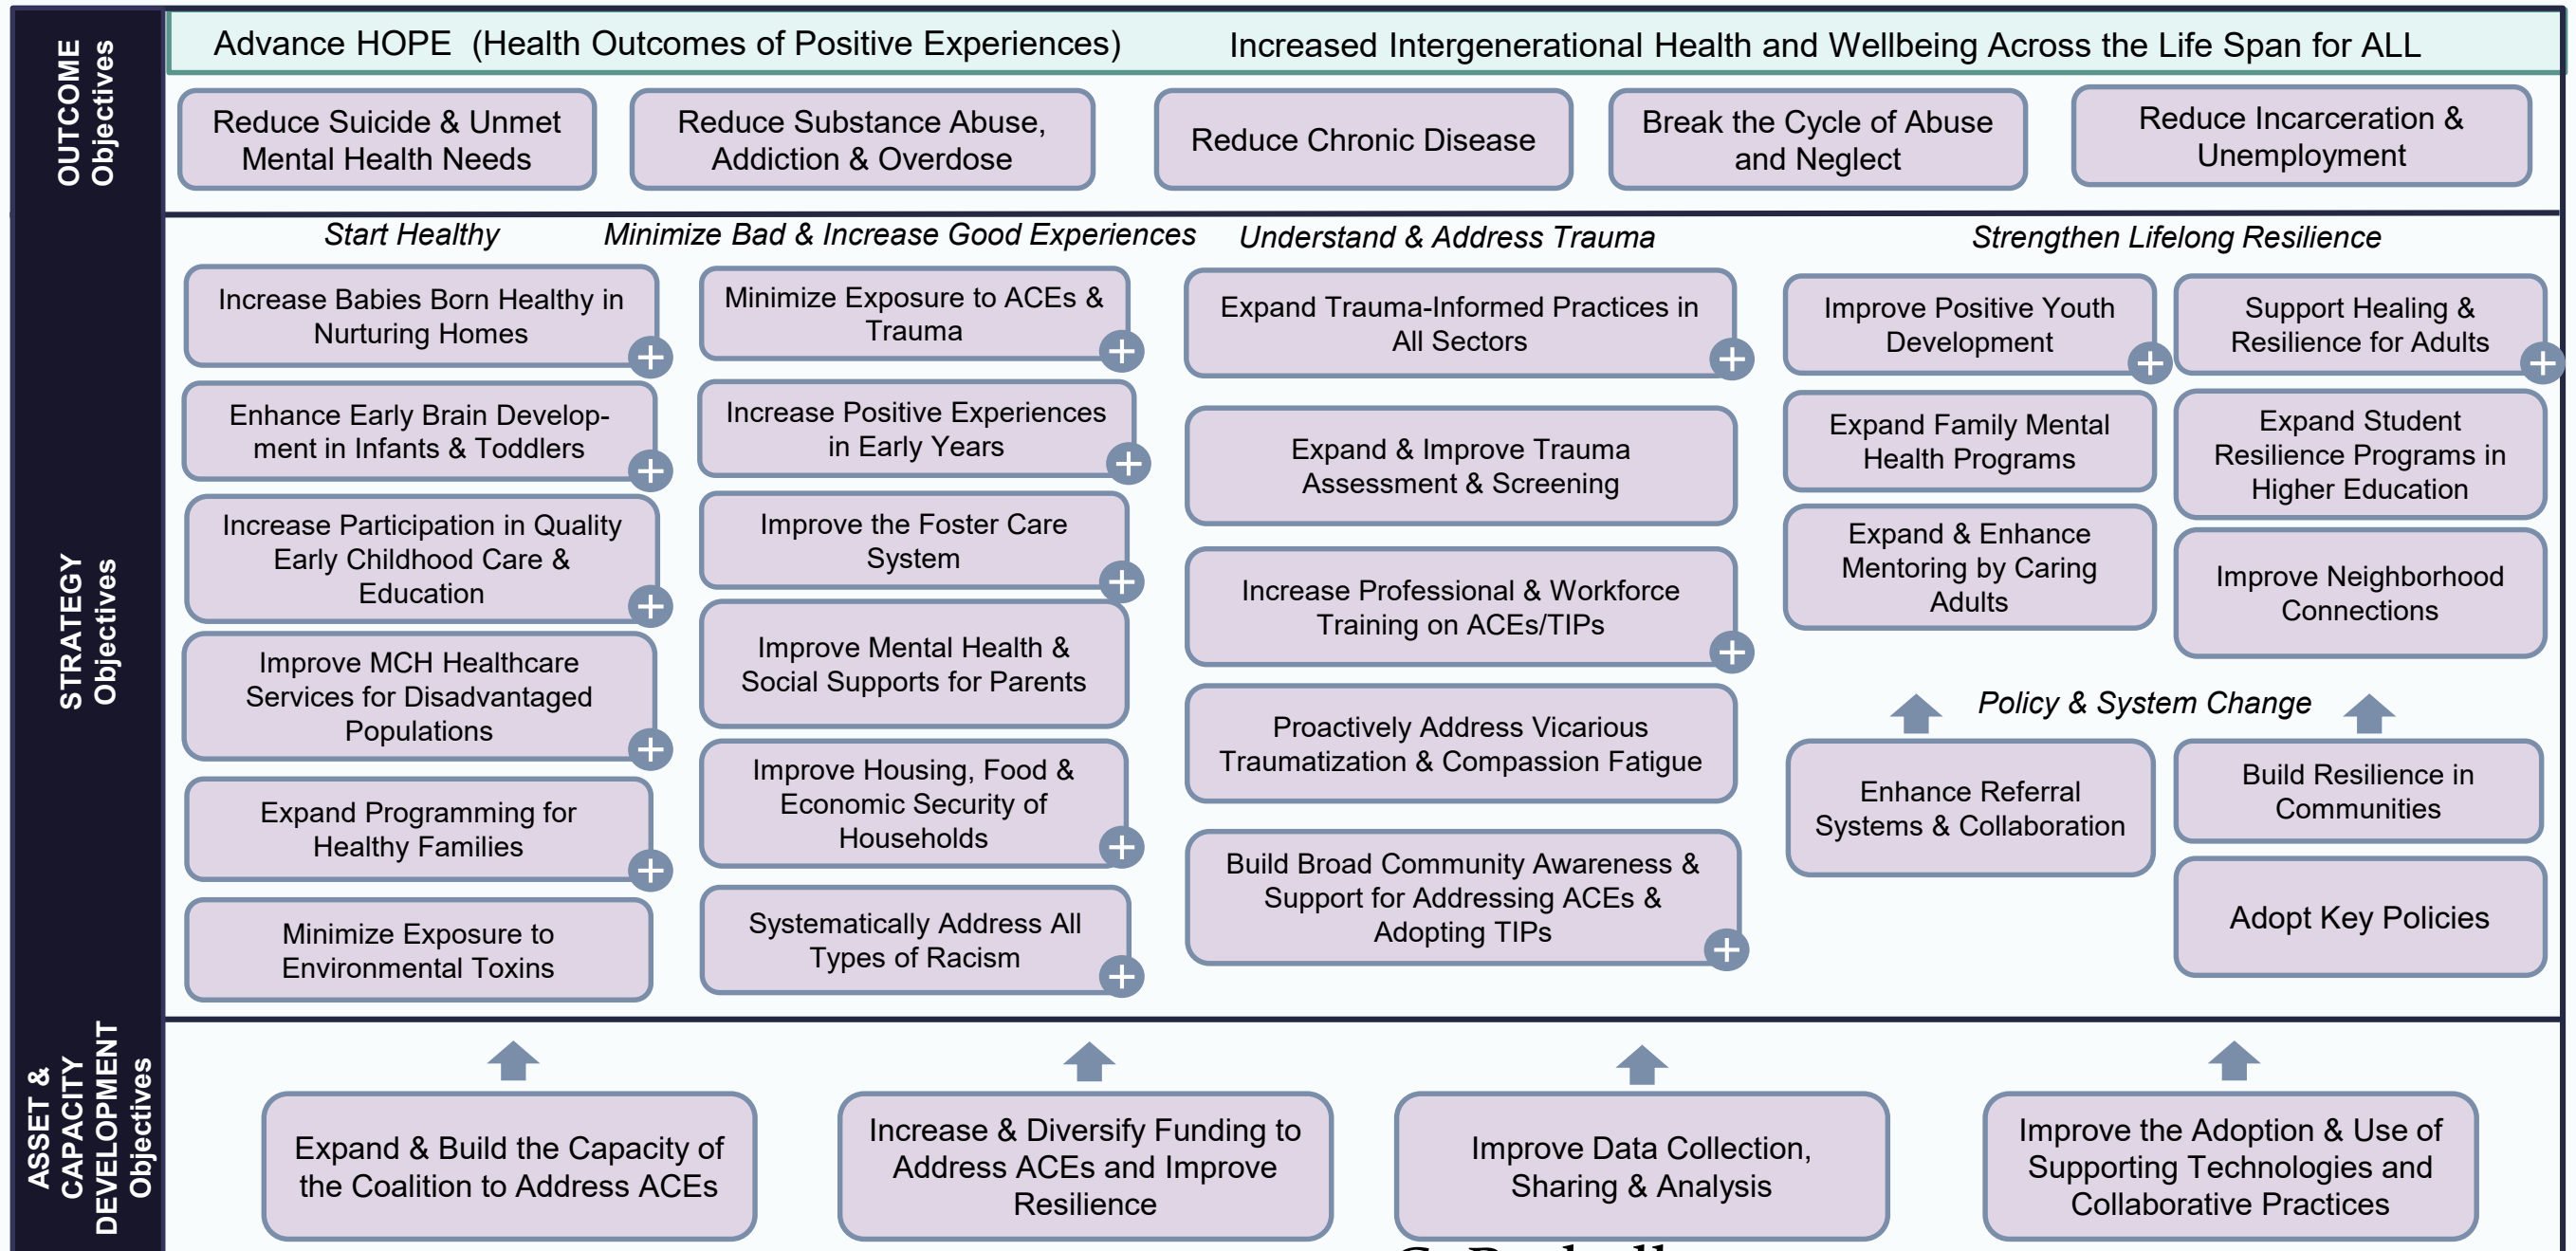 OUTCOME
Objectives
Advance HOPE  (Health Outcomes of Positive Experiences)
Increased Intergenerational Health and Wellbeing Across the Life Span for ALL
Reduce Suicide & Unmet
Mental Health Needs
Reduce Substance Abuse,
Addiction & Overdose
Reduce Chronic Disease
Break the Cycle of Abuse
and Neglect
Reduce Incarceration &
Unemployment
STRATEGY
Objectives
Start Healthy
Increase Babies Born Healthy in
Nurturing Homes
+
Enhance Early Brain Develop-
ment in Infants & Toddlers
+
Increase Participation in Quality
Early Childhood Care &
Education
+
Improve MCH Healthcare
Services for Disadvantaged
Populations
+
Expand Programming for
Healthy Families
+
Minimize Exposure to
Environmental Toxins
Minimize Bad & Increase Good Experiences
Minimize Exposure to ACEs &
Trauma
+
Increase Positive Experiences
in Early Years
+
Improve the Foster Care
System
+
Improve Mental Health &
Social Supports for Parents
Improve Housing, Food &
Economic Security of
Households
+
Systematically Address All
Types of Racism
+
Understand & Address Trauma
Expand Trauma-Informed Practices in
All Sectors
+
Expand & Improve Trauma
Assessment & Screening
Increase Professional & Workforce
Training on ACEs/TIPs
+
Proactively Address Vicarious
Traumatization & Compassion Fatigue
Build Broad Community Awareness &
Support for Addressing ACEs &
Adopting TIPs
+
Strengthen Lifelong Resilience
Improve Positive Youth
Development
+
Expand Family Mental
Health Programs
Expand & Enhance
Mentoring by Caring
Adults
Support Healing &
Resilience for Adults
+
Expand Student
Resilience Programs in
Higher Education
Improve Neighborhood
Connections
Policy & System Change
Enhance Referral
Systems & Collaboration
Build Resilience in
Communities
Adopt Key Policies
ASSET &
CAPACITY
DEVELOPMENT
Objectives
Expand & Build the Capacity of
the Coalition to Address ACEs
Increase & Diversify Funding to
Address ACEs and Improve
Resilience
Improve Data Collection,
Sharing & Analysis
Improve the Adoption & Use of
Supporting Technologies and
Collaborative Practices